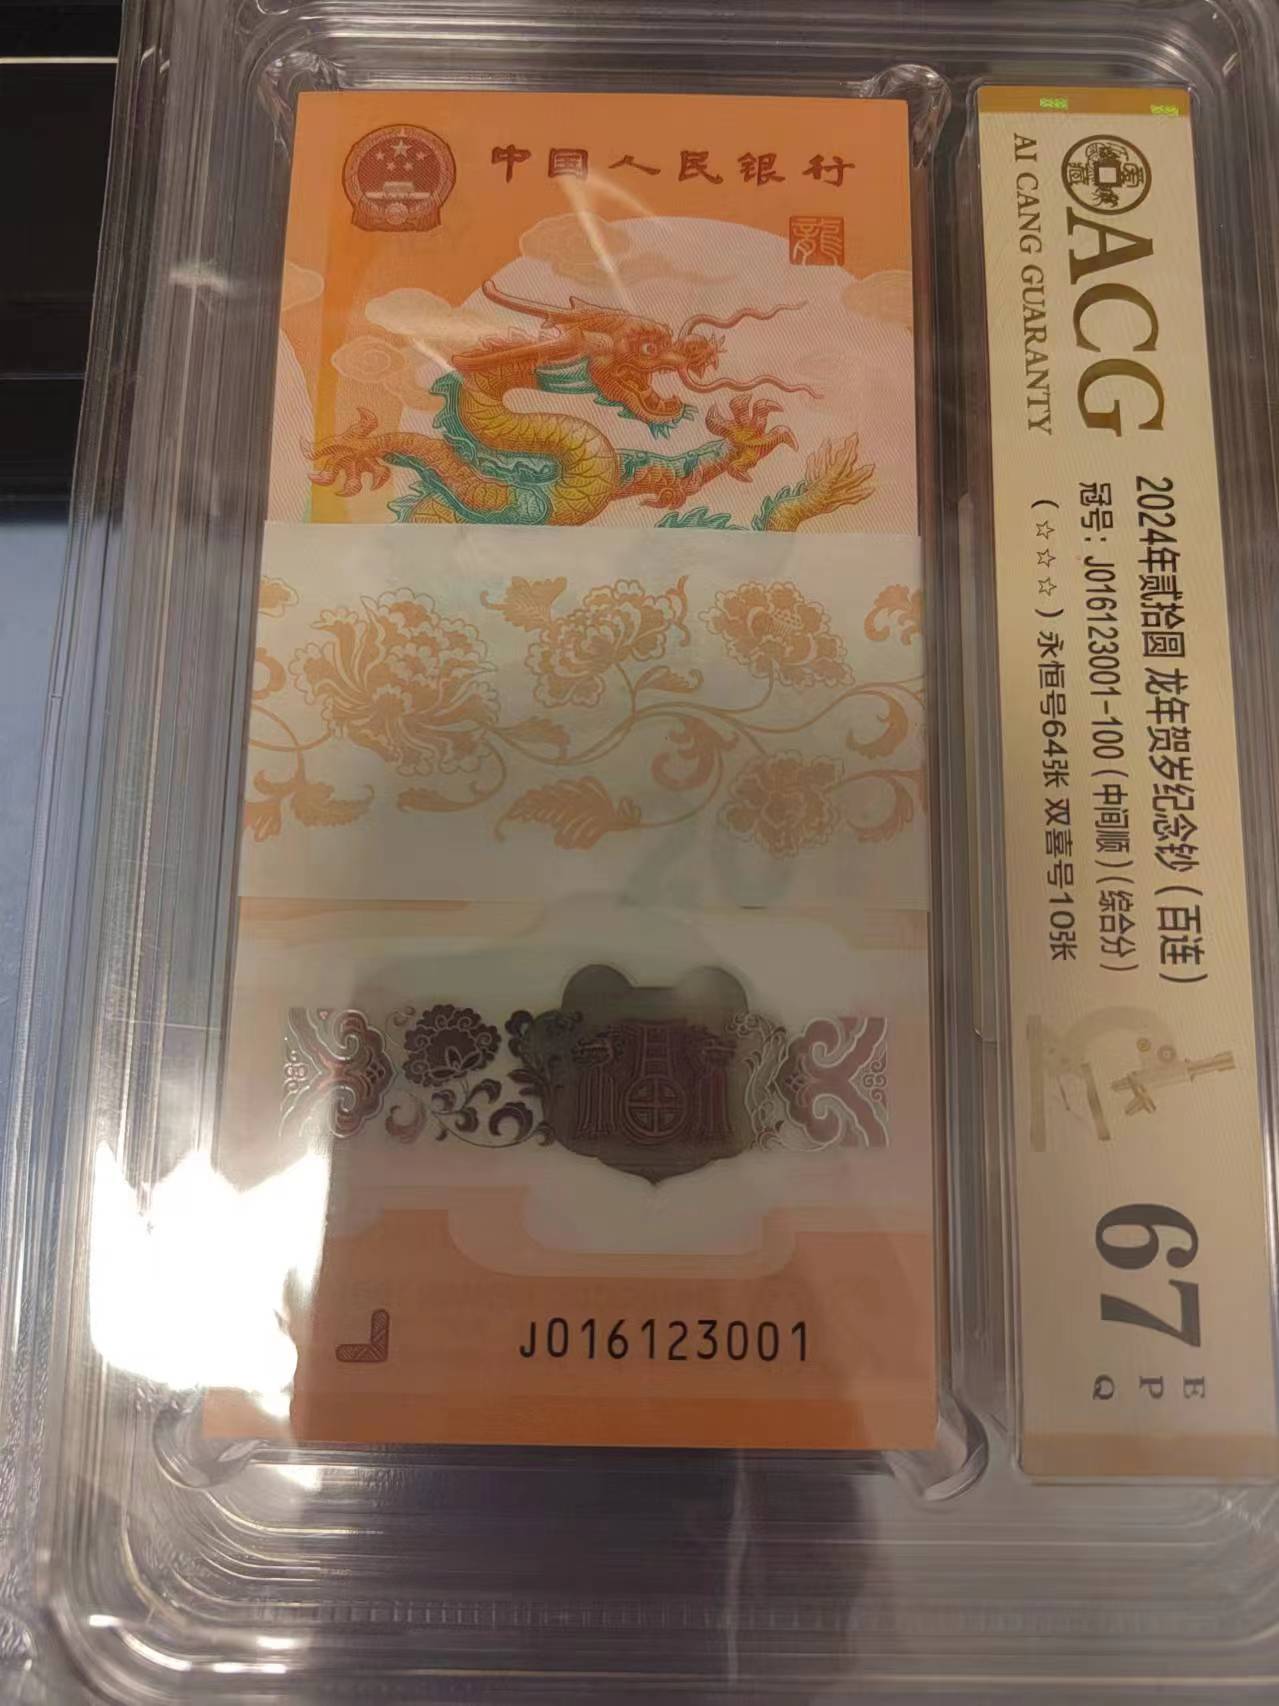 中国人民银行
龍
J016123001
ACG
AI CANG GUARANTY
2024年贰拾圆 龙年贺岁纪念钞(百连)
冠号: J016123001-100(中间顺)(综合分)
(☆☆☆)永恒号64张 双喜号10张
67
E
P
Q